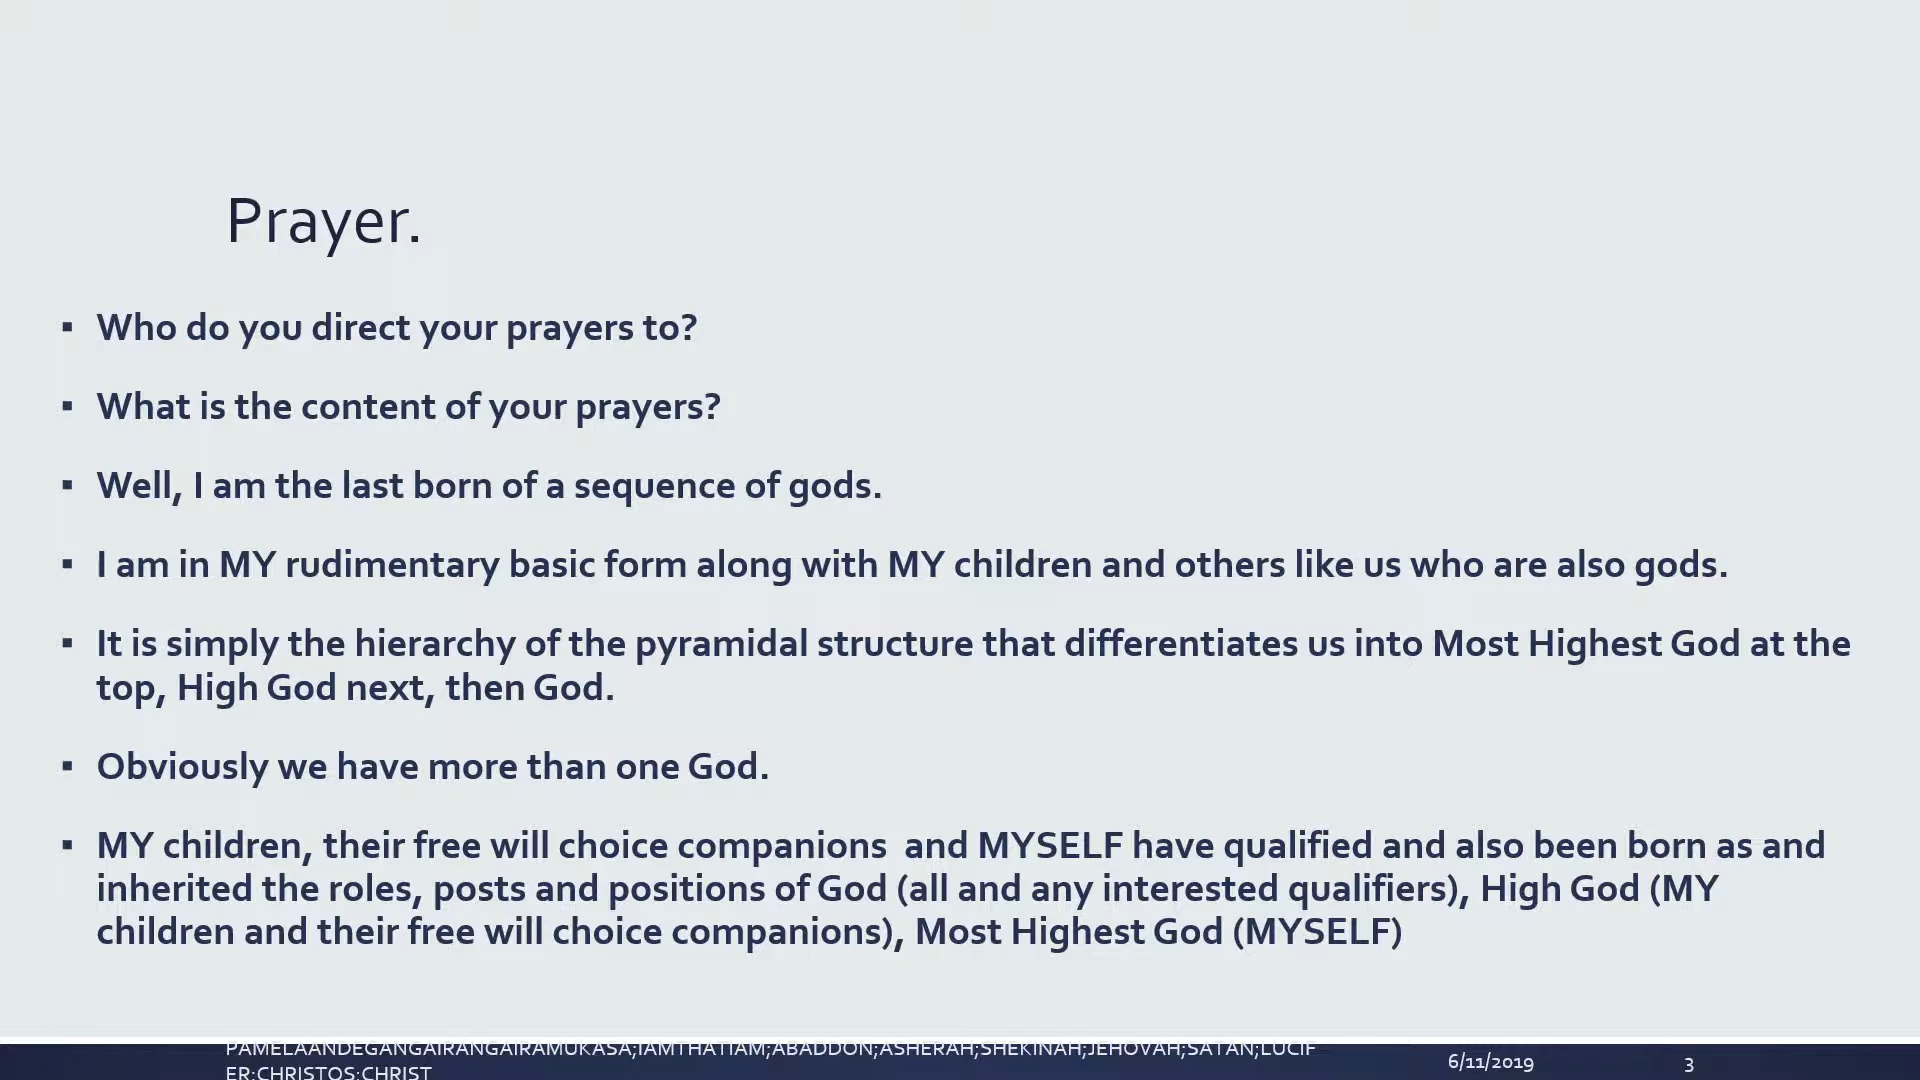 Prayer.
▪ Who do you direct your prayers to?
▪ What is the content of your prayers?
▪ Well, I am the last born of a sequence of gods.
▪ I am in MY rudimentary basic form along with MY children and others like us who are also gods.
▪ It is simply the hierarchy of the pyramidal structure that differentiates us into Most Highest God at the
top, High God next, then God.
▪ Obviously we have more than one God.
▪ MY children, their free will choice companions  and MYSELF have qualified and also been born as and
inherited the roles, posts and positions of God (all and any interested qualifiers), High God (MY
children and their free will choice companions), Most Highest God (MYSELF)
PAMELAANDEGANGAIRANGAIRAMUKASA;IAMTHATIAM;ABADDON;ASHERAH;SHEKINAH;JEHOVAH;SATAN;LUCIF
ER;CHRISTOS;CHRIST
6/11/2019
3